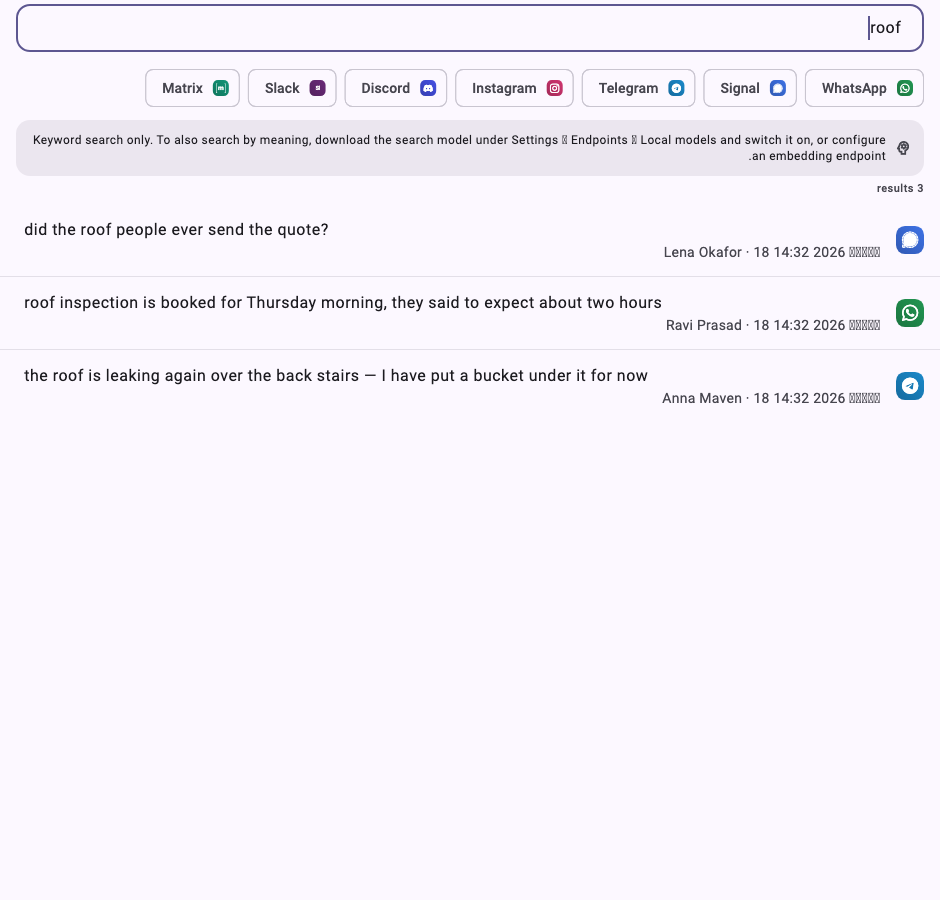 roof
WhatsApp
Signal
Telegram
Instagram
Discord
Slack
Matrix
Keyword search only. To also search by meaning, download the search model under Settings Endpoints Local models and switch it on, or configure
an embedding endpoint.
3 results
did the roof people ever send the quote?
Lena Okafor · 18 14:32 2026
roof inspection is booked for Thursday morning, they said to expect about two hours
Ravi Prasad · 18 14:32 2026
the roof is leaking again over the back stairs — I have put a bucket under it for now
Anna Maven · 18 14:32 2026